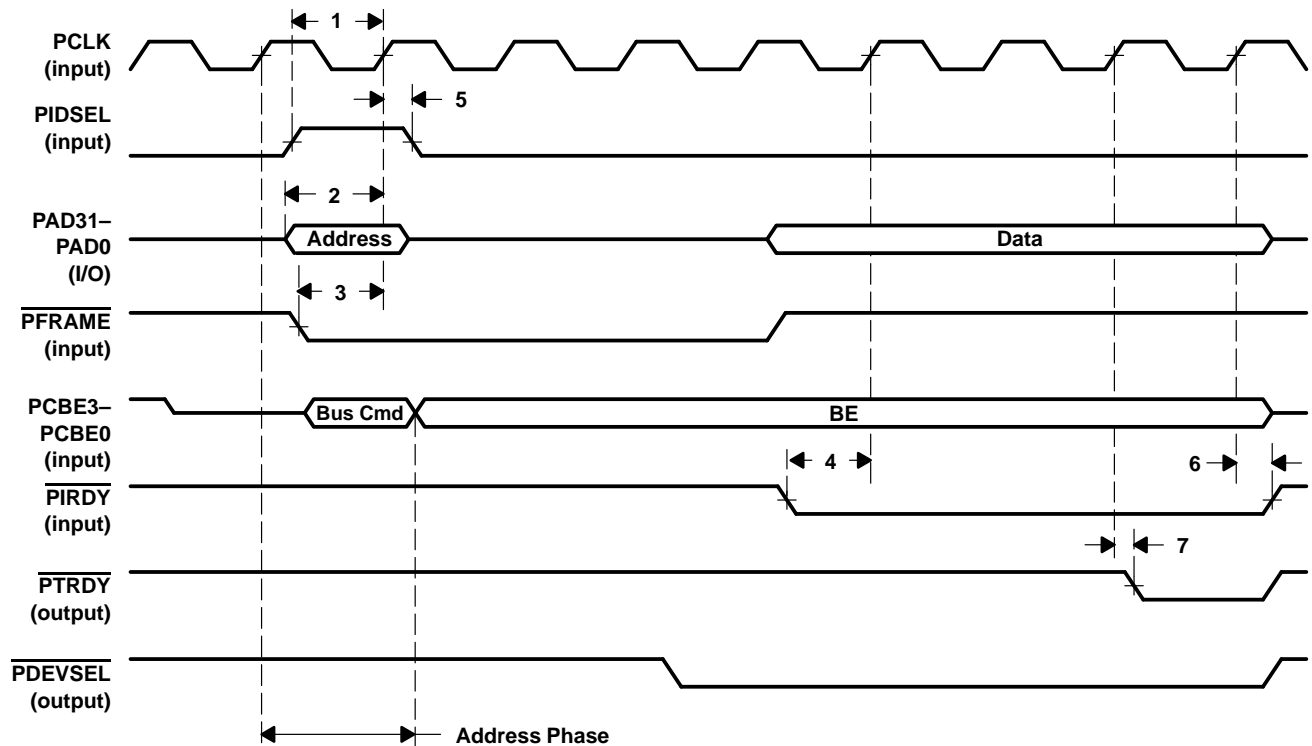 1
PCLK
(input)
5
PIDSEL
(input)
2
PAD31–
PAD0
(I/O)
Address
Data
3
PFRAME
(input)
PCBE3–
PCBE0
(input)
Bus Cmd
BE
4
6
PIRDY
(input)
7
PTRDY
(output)
PDEVSEL
(output)
Address Phase